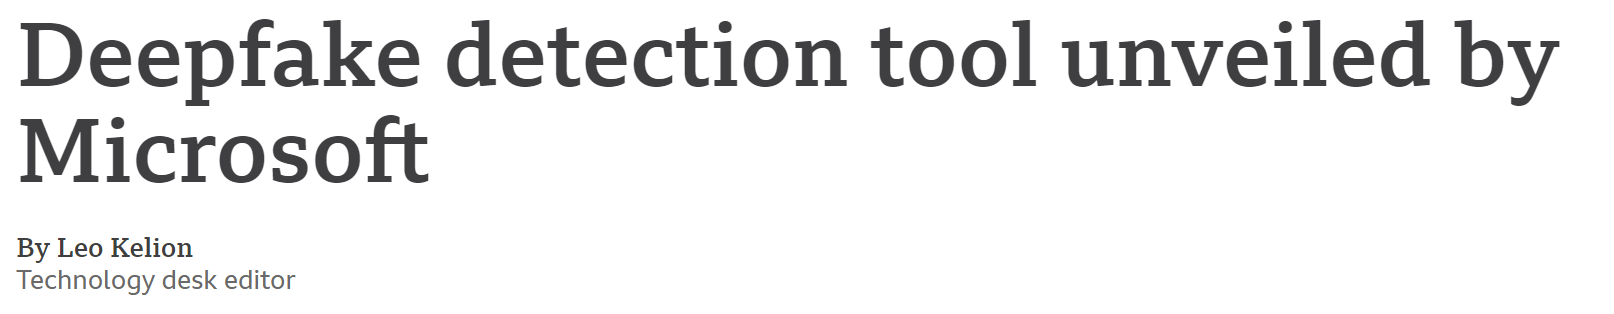 Deepfake detection tool unveiled by
Microsoft
By Leo Kelion
Technology desk editor